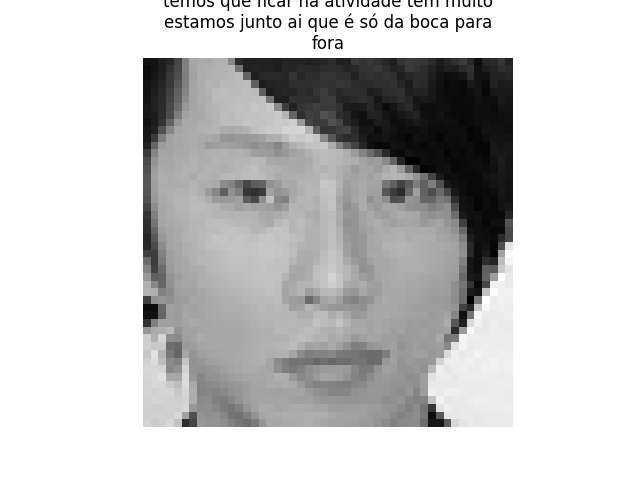 temos que ficar na atividade tem muito
estamos junto ai que é só da boca para
fora